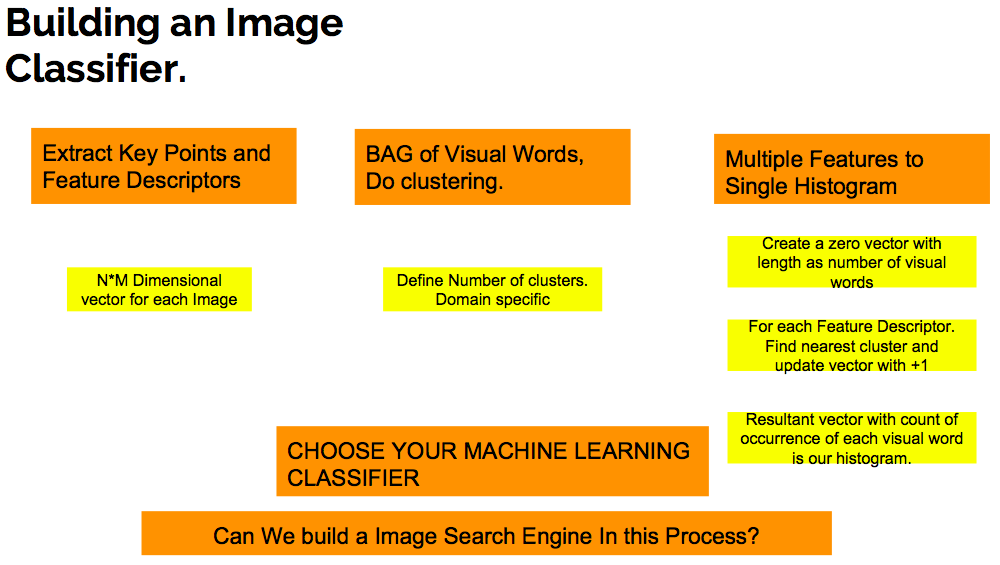 Building an Image
Classifier.
Extract Key Points and
Feature Descriptors
N*M Dimensional
vector for each Image
BAG of Visual Words,
Do clustering.
Define Number of clusters.
Domain specific
Multiple Features to
Single Histogram
Create a zero vector with
length as number of visual
words
For each Feature Descriptor.
Find nearest cluster and
update vector with +1
Resultant vector with count of
occurrence of each visual word
is our histogram.
CHOOSE YOUR MACHINE LEARNING
CLASSIFIER
Can We build a Image Search Engine In this Process?